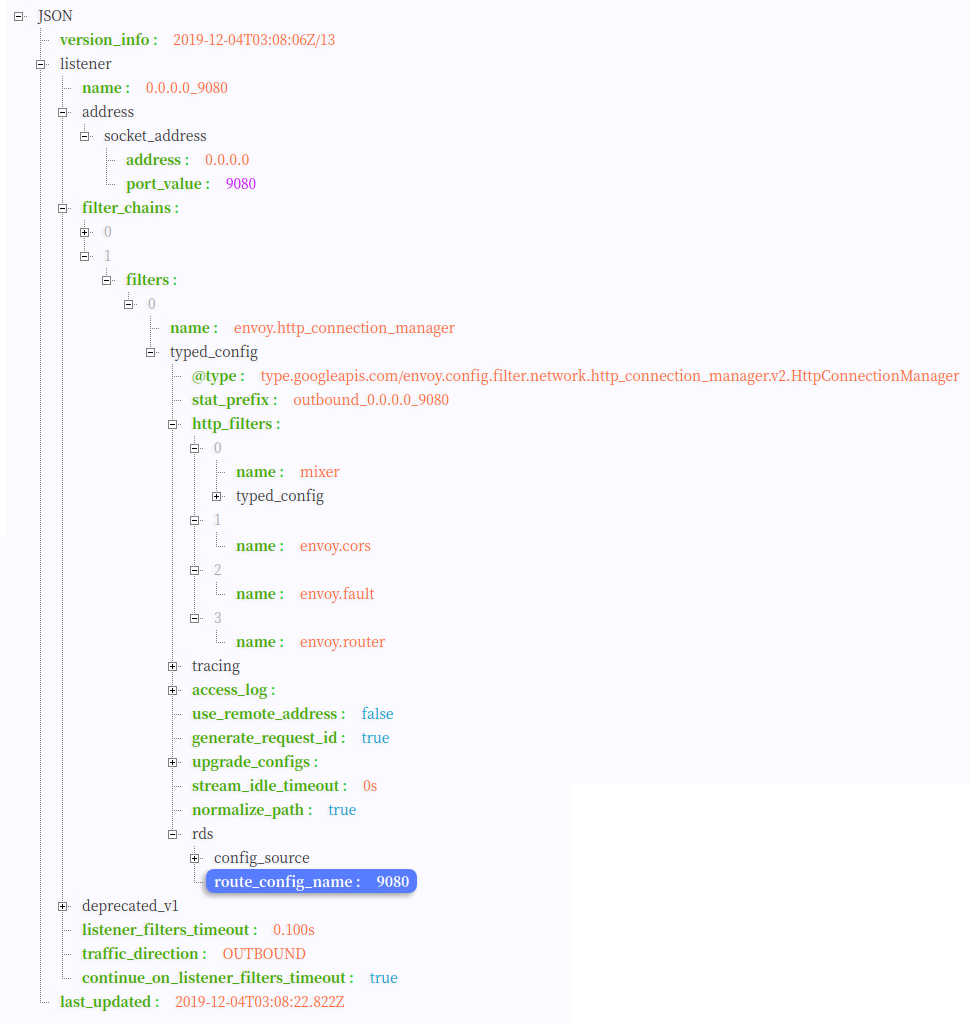 JSON
version_info : 2019-12-04T03:08:06Z/13
listener
name : 0.0.0.0_9080
address
socket_address
address : 0.0.0.0
port_value : 9080
filter_chains :
0
1
filters :
0
name : envoy.http_connection_manager
typed_config
@type : type.googleapis.com/envoy.config.filter.network.http_connection_manager.v2.HttpConnectionManager
stat_prefix : outbound_0.0.0.0_9080
http_filters :
0
name : mixer
typed_config
1
name : envoy.cors
2
name : envoy.fault
3
name : envoy.router
tracing
access_log :
use_remote_address : false
generate_request_id : true
upgrade_configs :
stream_idle_timeout : 0s
normalize_path : true
rds
config_source
route_config_name : 9080
deprecated_v1
listener_filters_timeout : 0.100s
traffic_direction : OUTBOUND
continue_on_listener_filters_timeout : true
last_updated : 2019-12-04T03:08:22.822Z